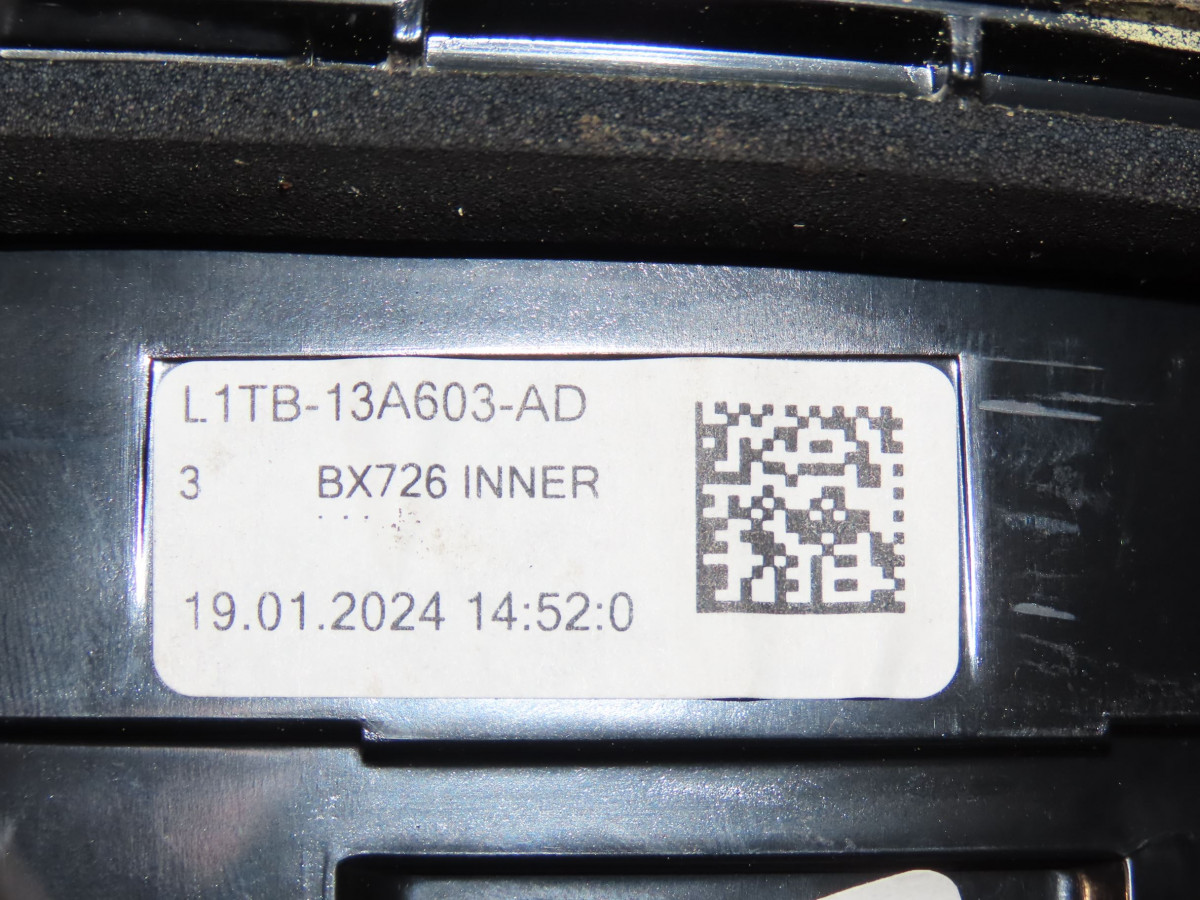 L1TB-13A603-AD
3 BX726 INNER
19.01.2024 14:52:0